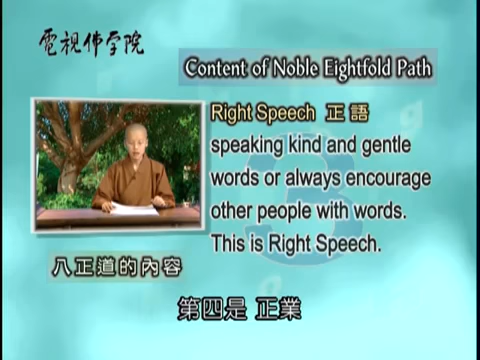 電視佛学院
Content of Noble Eightfold Path
Right Speech 正語
speaking kind and gentle
words or always encourage
other people with words.
This is Right Speech.
八正道的內容
第四是 正業